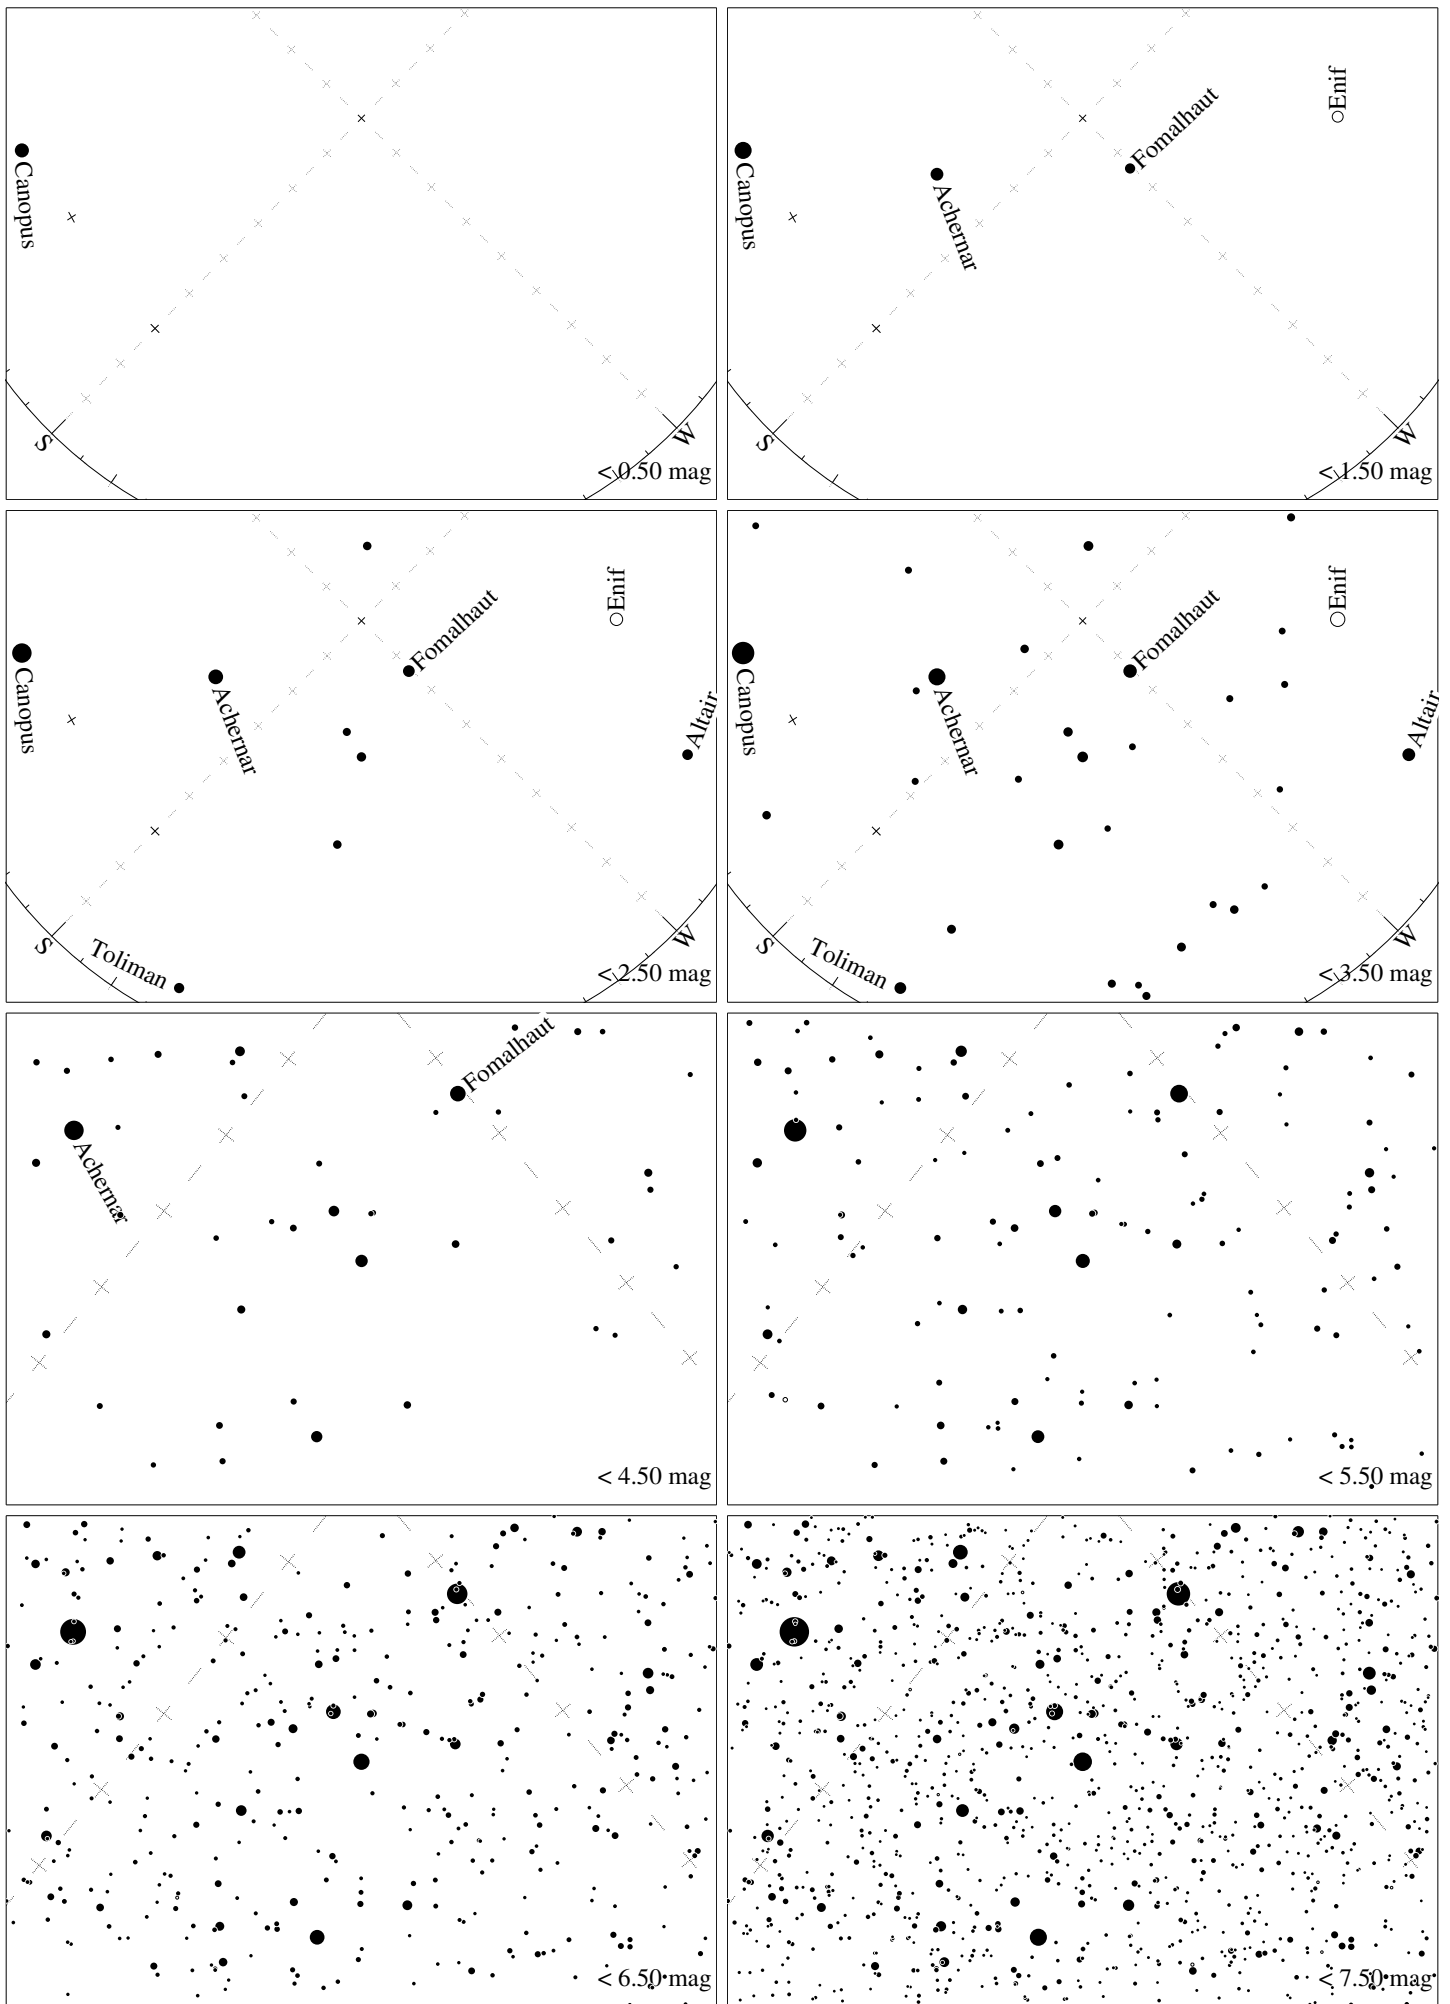 Canopus
S
W
< 0.50 mag
Canopus
Achernar
Fomalhaut
Enif
S
W
< 1.50 mag
Canopus
Achernar
Fomalhaut
Enif
Altair
S
Toliman
W
< 2.50 mag
Canopus
Achernar
Fomalhaut
Enif
Altair
S
Toliman
W
< 3.50 mag
Fomalhaut
Achernar
< 4.50 mag
< 5.50 mag
< 6.50 mag
< 7.50 mag